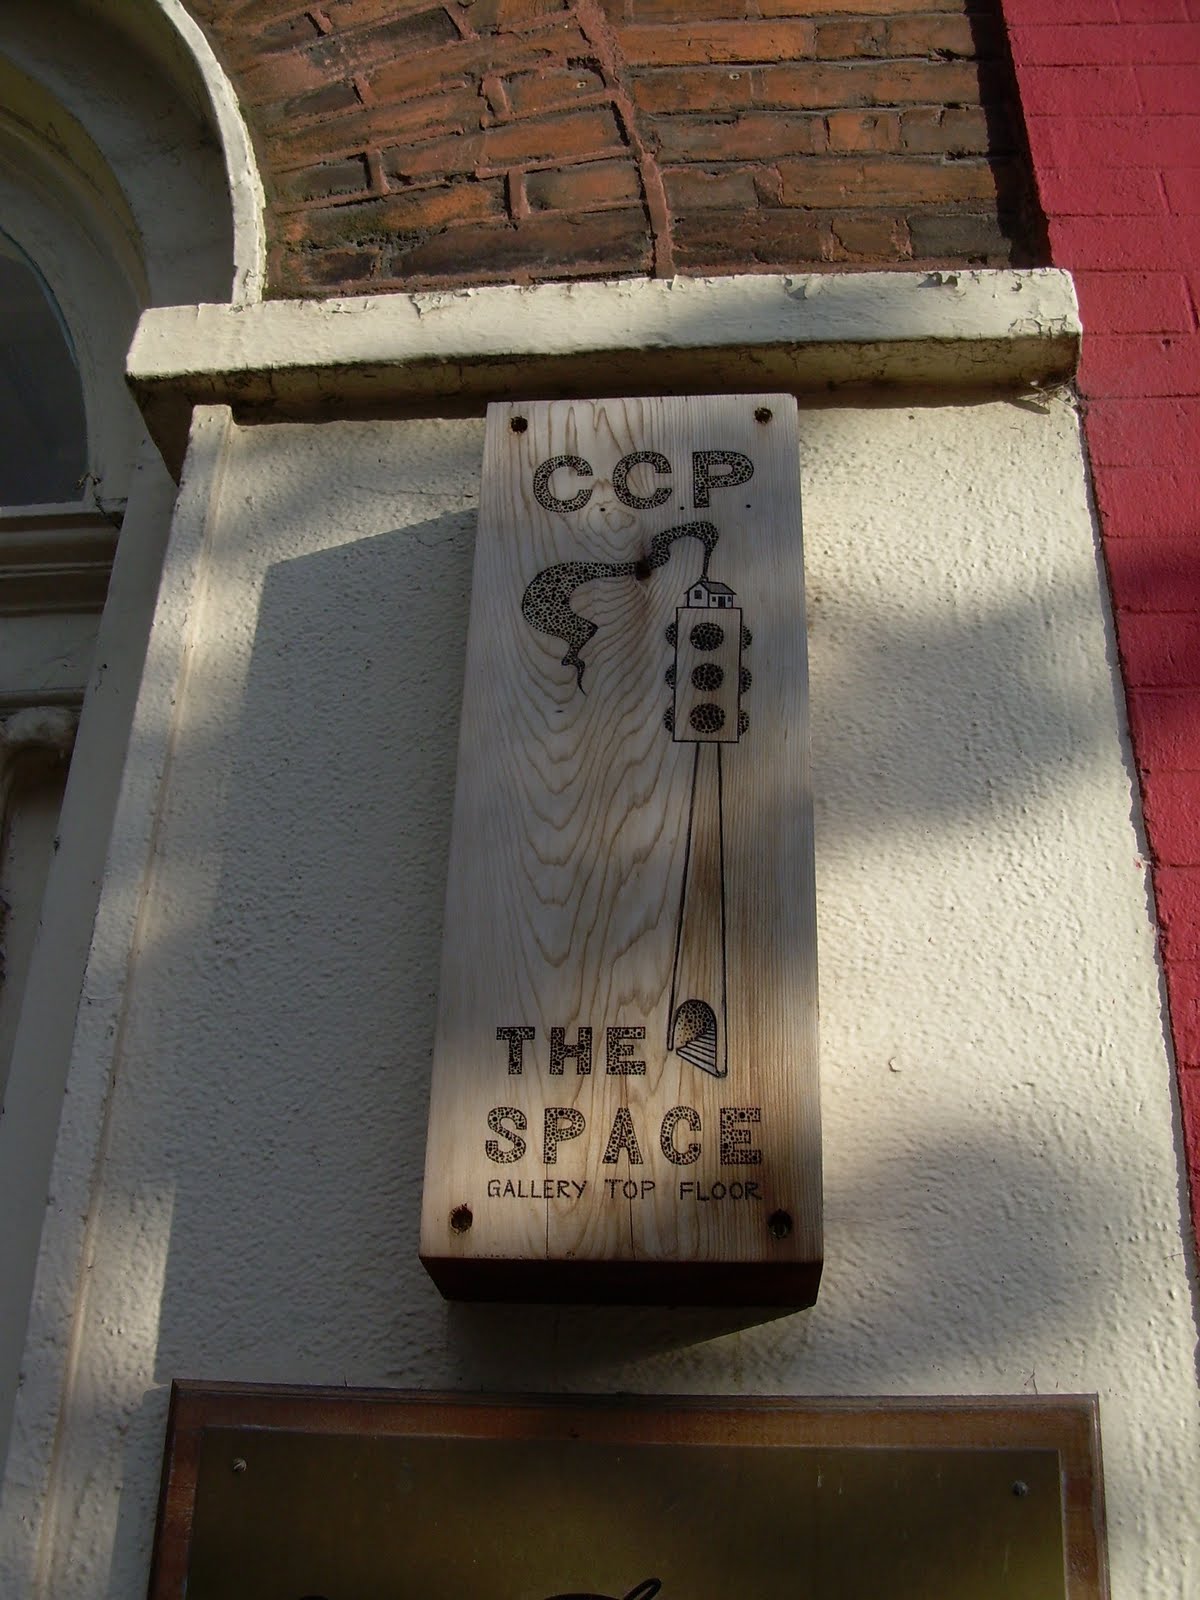 CCP
THE
SPACE
GALLERY TOP FLOOR